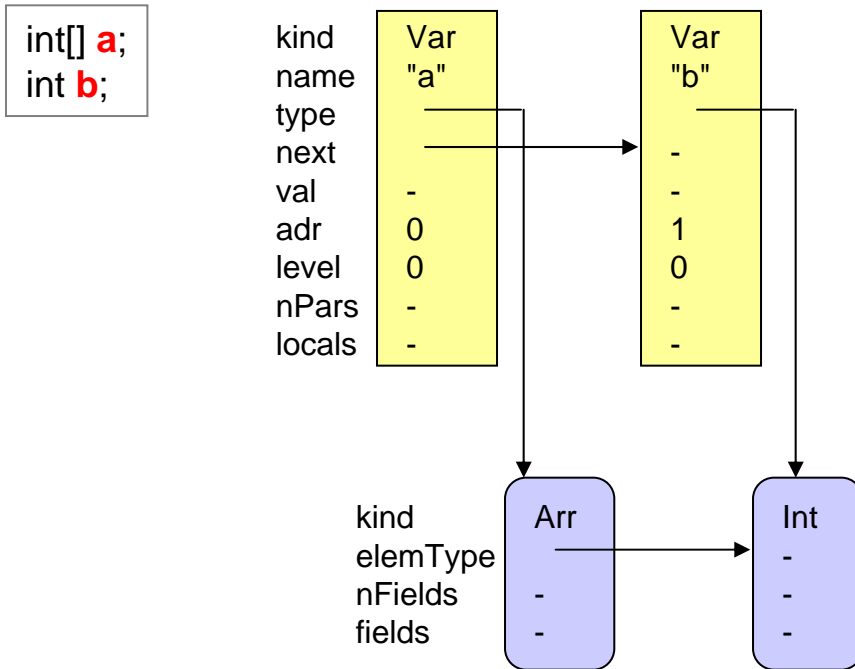 int[] a;
int b;
kind Var Var
name "a" "b"
type
next -
val - -
adr 0 1
level 0 0
nPars - -
locals - -
kind Arr Int
elemType -
nFields - -
fields - -